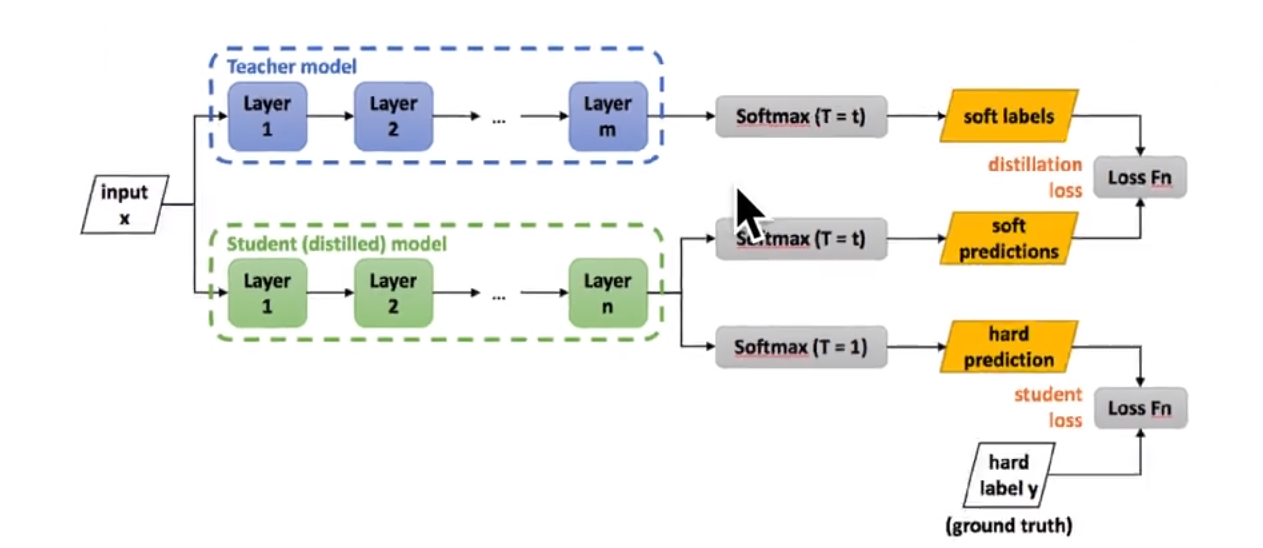 Teacher model
Layer
1
Layer
2
...
Layer
m
Softmax (T = t)
soft labels
distillation
loss
Loss Fn
input
x
Student (distilled) model
Layer
1
Layer
2
...
Layer
n
Softmax (T = t)
soft
predictions
Softmax (T = 1)
hard
prediction
student
loss
Loss Fn
hard
label y
(ground truth)